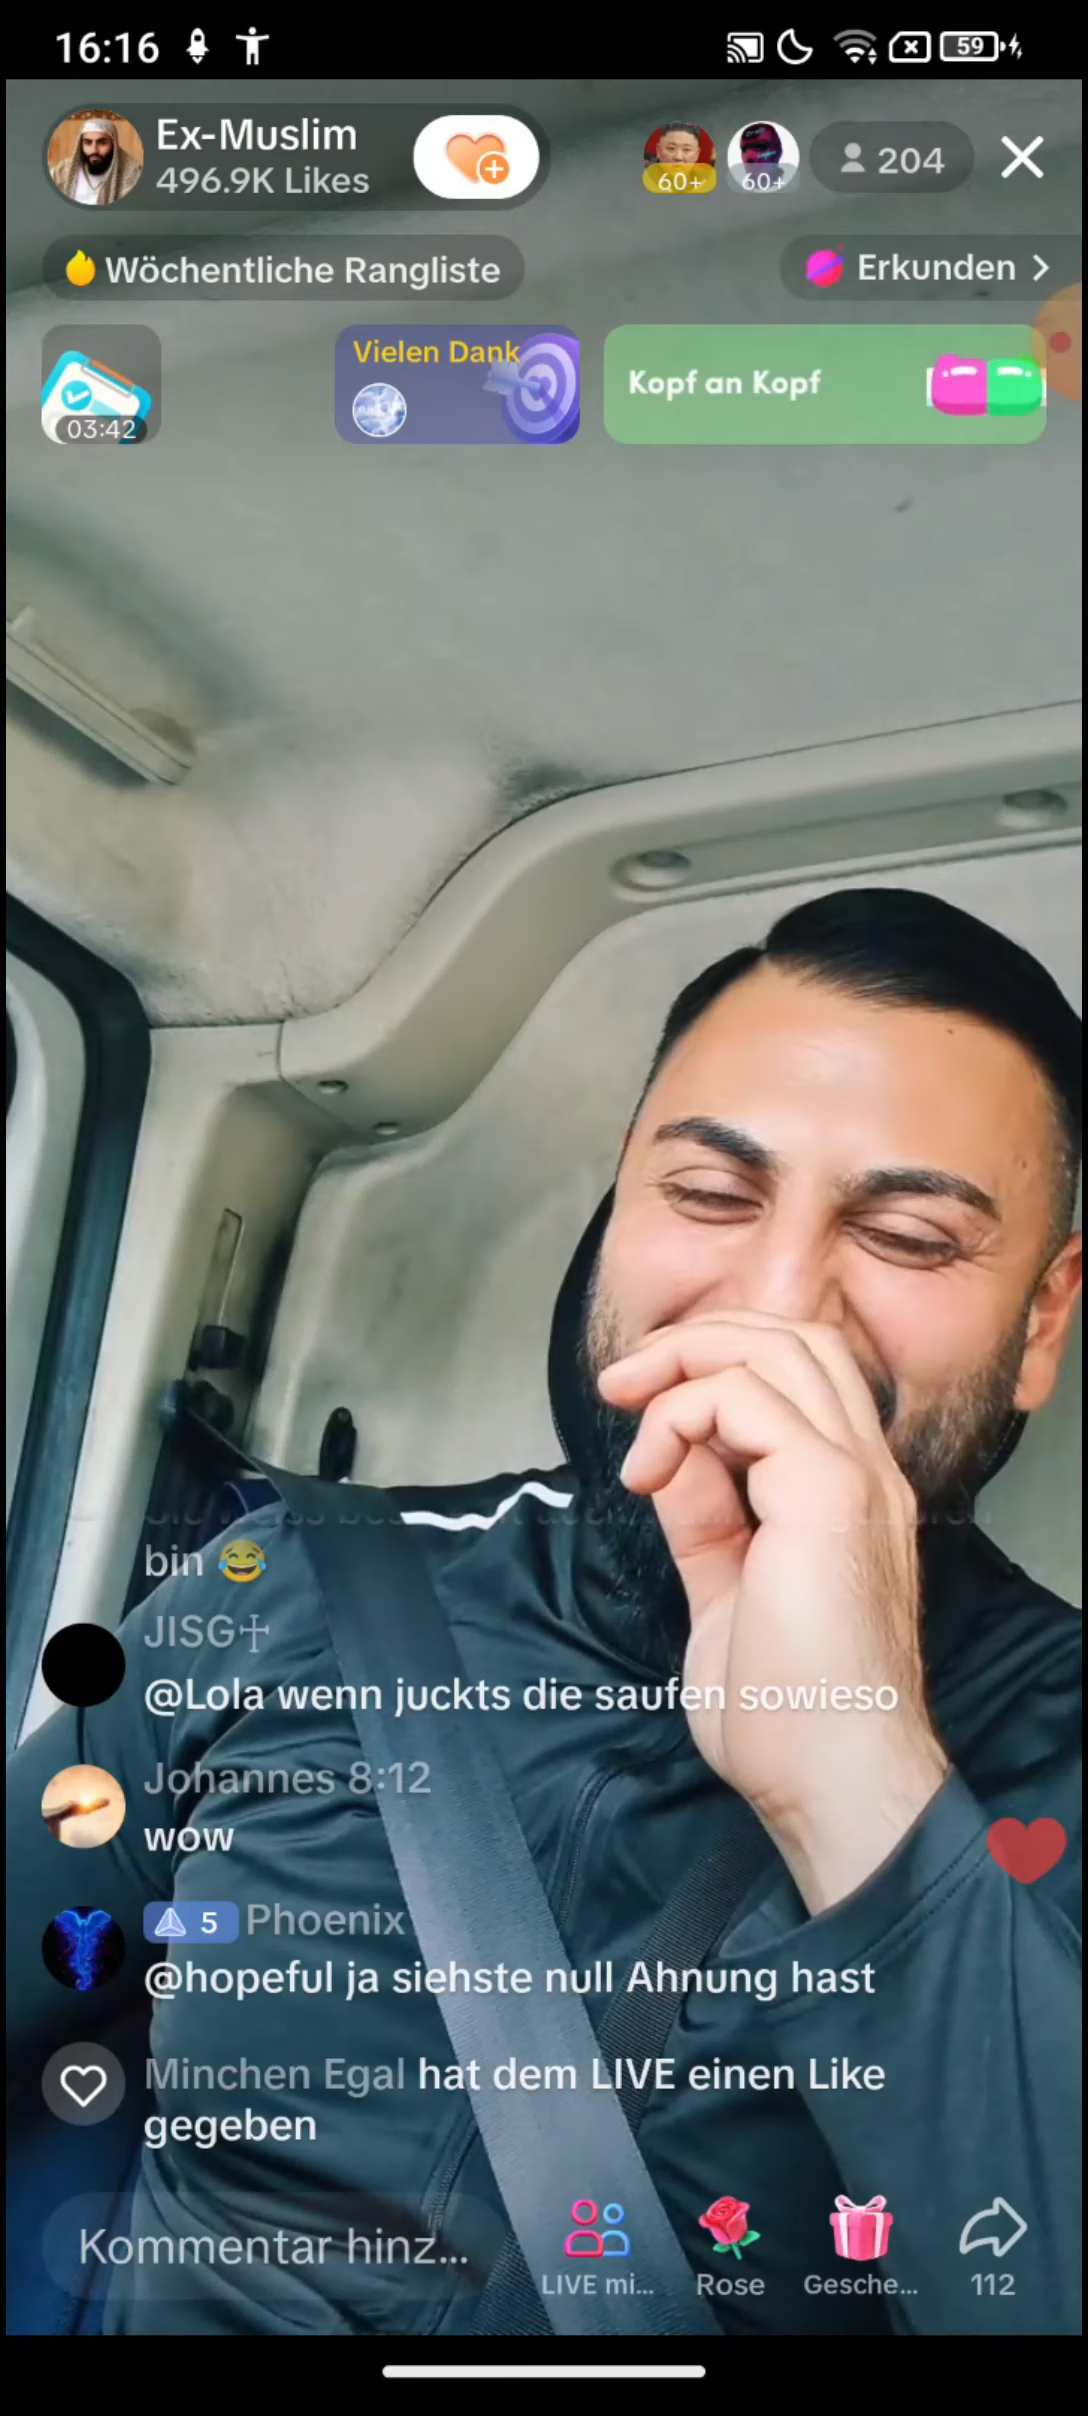 16:16
59
Ex-Muslim
496.9K Likes
60+
60+
204
Wöchentliche Rangliste
Erkunden
03:42
Vielen Dank
Kopf an Kopf
bin 😂
JISG☩
@Lola wenn juckts die saufen sowieso
Johannes 8:12
wow
5 Phoenix
@hopeful ja siehste null Ahnung hast
Minchen Egal hat dem LIVE einen Like
gegeben
Kommentar hinz...
LIVE mi...
Rose
Gesche...
112